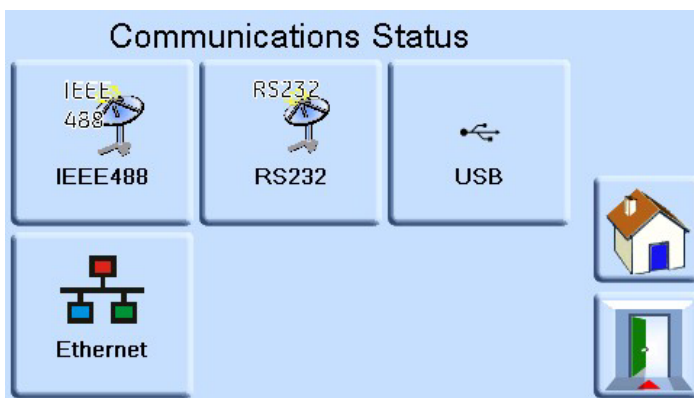 Communications Status
IEEE
488
IEEE488
RS232
RS232
USB
Ethernet